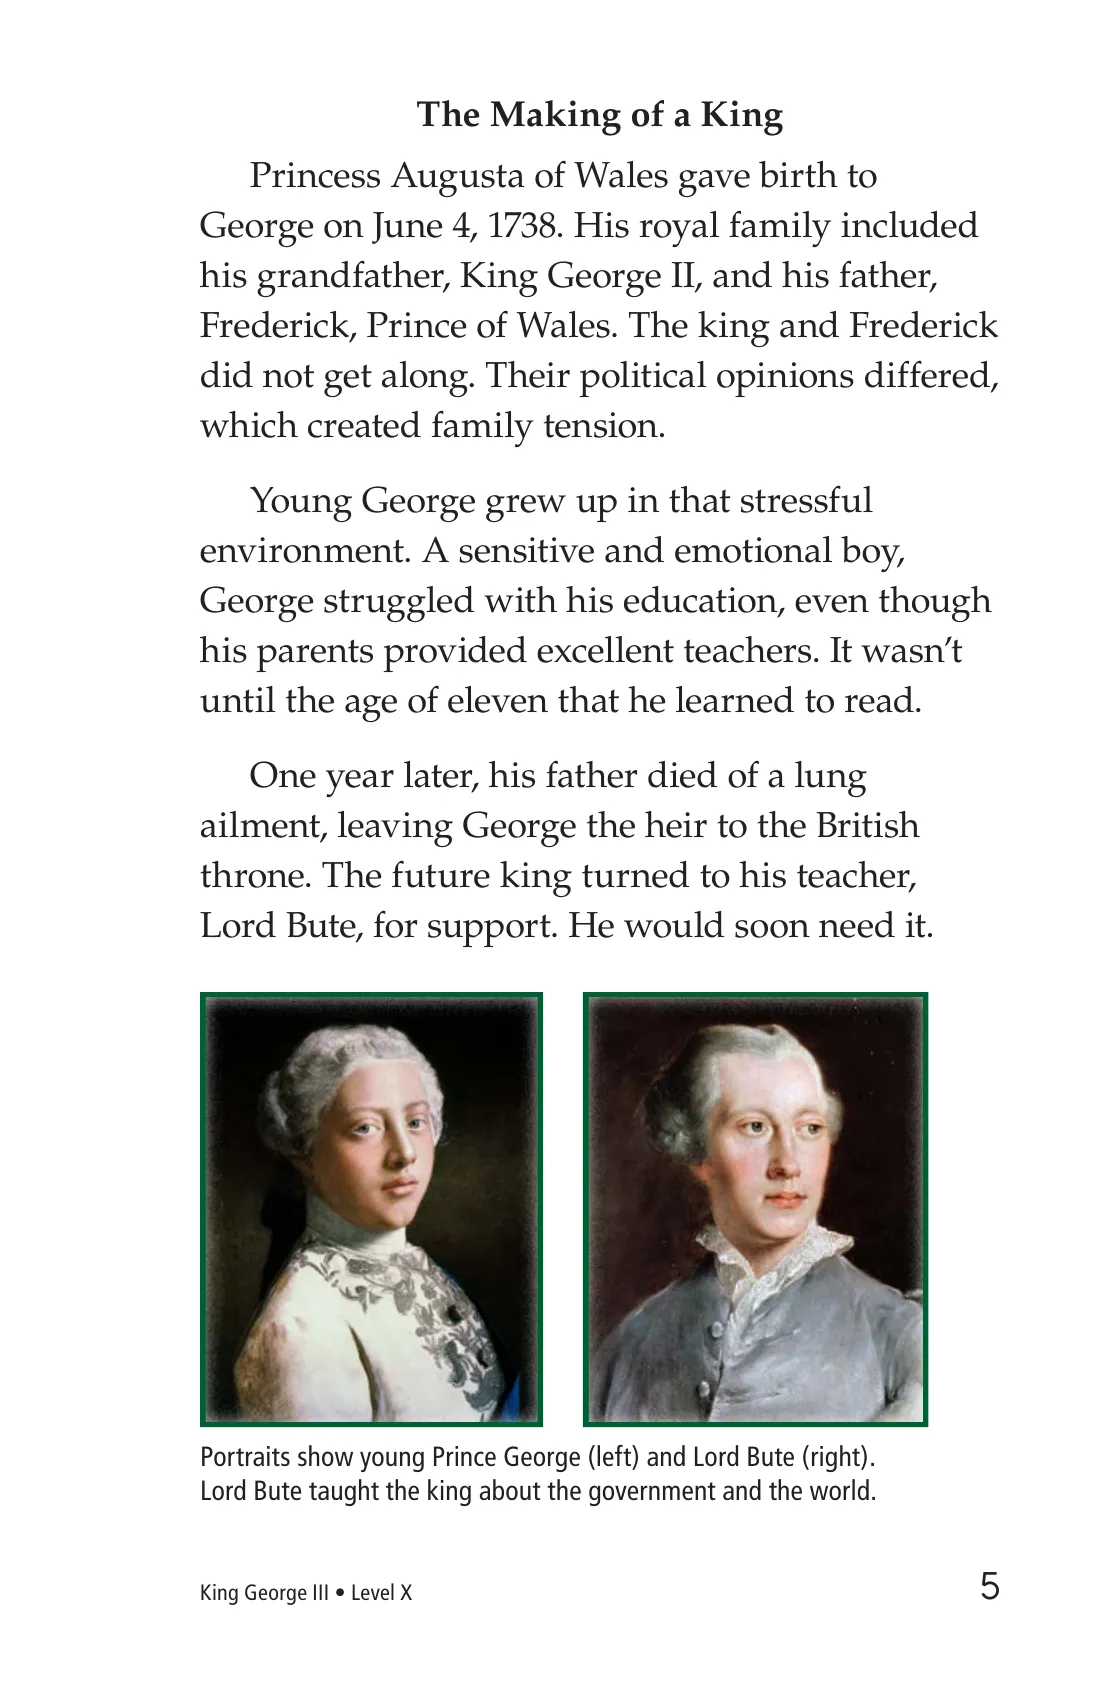 The Making of a King
Princess Augusta of Wales gave birth to
George on June 4, 1738. His royal family included
his grandfather, King George II, and his father,
Frederick, Prince of Wales. The king and Frederick
did not get along. Their political opinions differed,
which created family tension.
Young George grew up in that stressful
environment. A sensitive and emotional boy,
George struggled with his education, even though
his parents provided excellent teachers. It wasn’t
until the age of eleven that he learned to read.
One year later, his father died of a lung
ailment, leaving George the heir to the British
throne. The future king turned to his teacher,
Lord Bute, for support. He would soon need it.
Portraits show young Prince George (left) and Lord Bute (right).
Lord Bute taught the king about the government and the world.
King George III • Level X
5